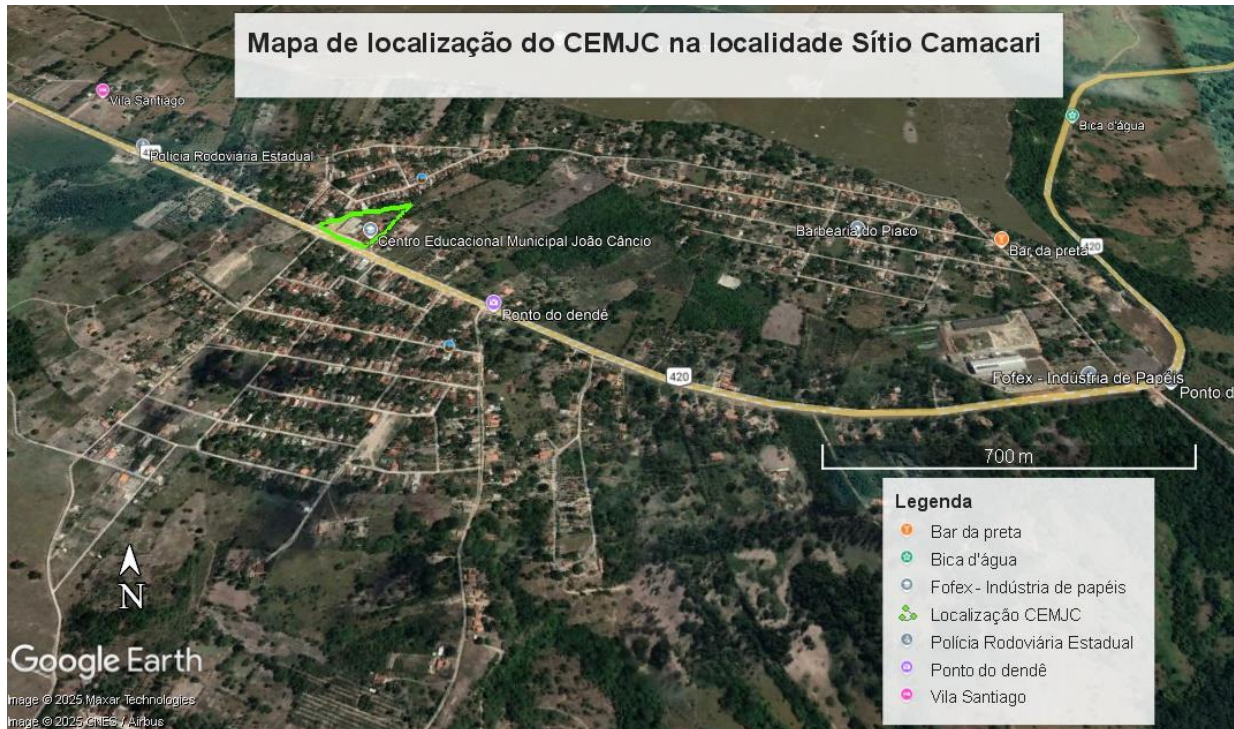 Mapa de localização do CEMJC na localidade Sítio Camacari
Vila Santiago
Bica d'água
Polícia Rodoviária Estadual
Centro Educacional Municipal João Câncio
Barbearia do Piaco
Bar da preta
420
Ponto do dendê
420
Fofex - Indústria de Papéis
Ponto d
700 m
Legenda
Bar da preta
Bica d'água
Fofex - Indústria de papéis
Localização CEMJC
Polícia Rodoviária Estadual
Ponto do dendê
Vila Santiago
N
Google Earth
Image © 2025 Maxar Technologies
Image © 2025 CNES / Airbus